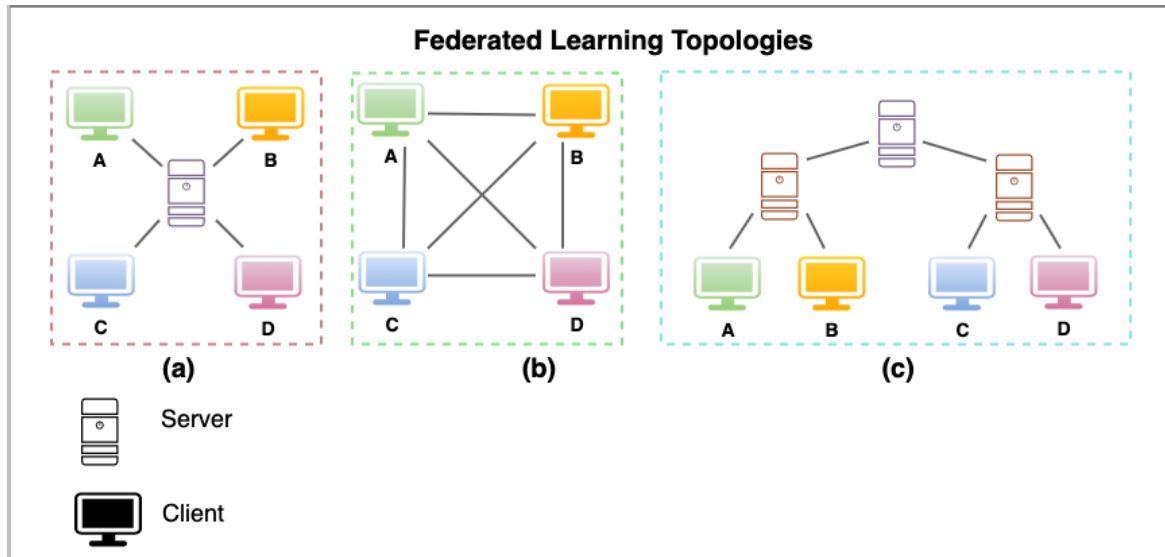 Federated Learning Topologies
A
B
C
D
(a)
A
B
C
D
(b)
A
B
C
D
(c)
Server
Client